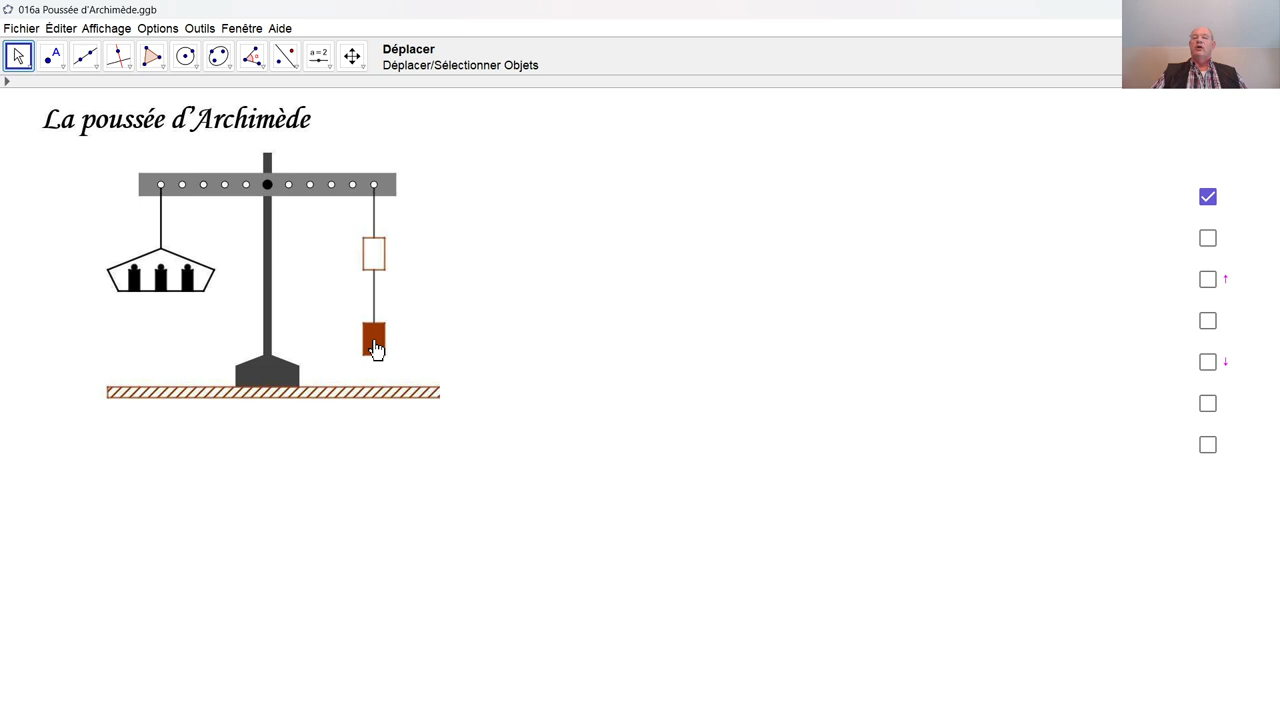 016a Poussée d'Archimède.ggb
Fichier Éditer Affichage Options Outils Fenêtre Aide
A
α
a=2
Déplacer
Déplacer/Sélectionner Objets
La poussée d'Archimède
↑
↓